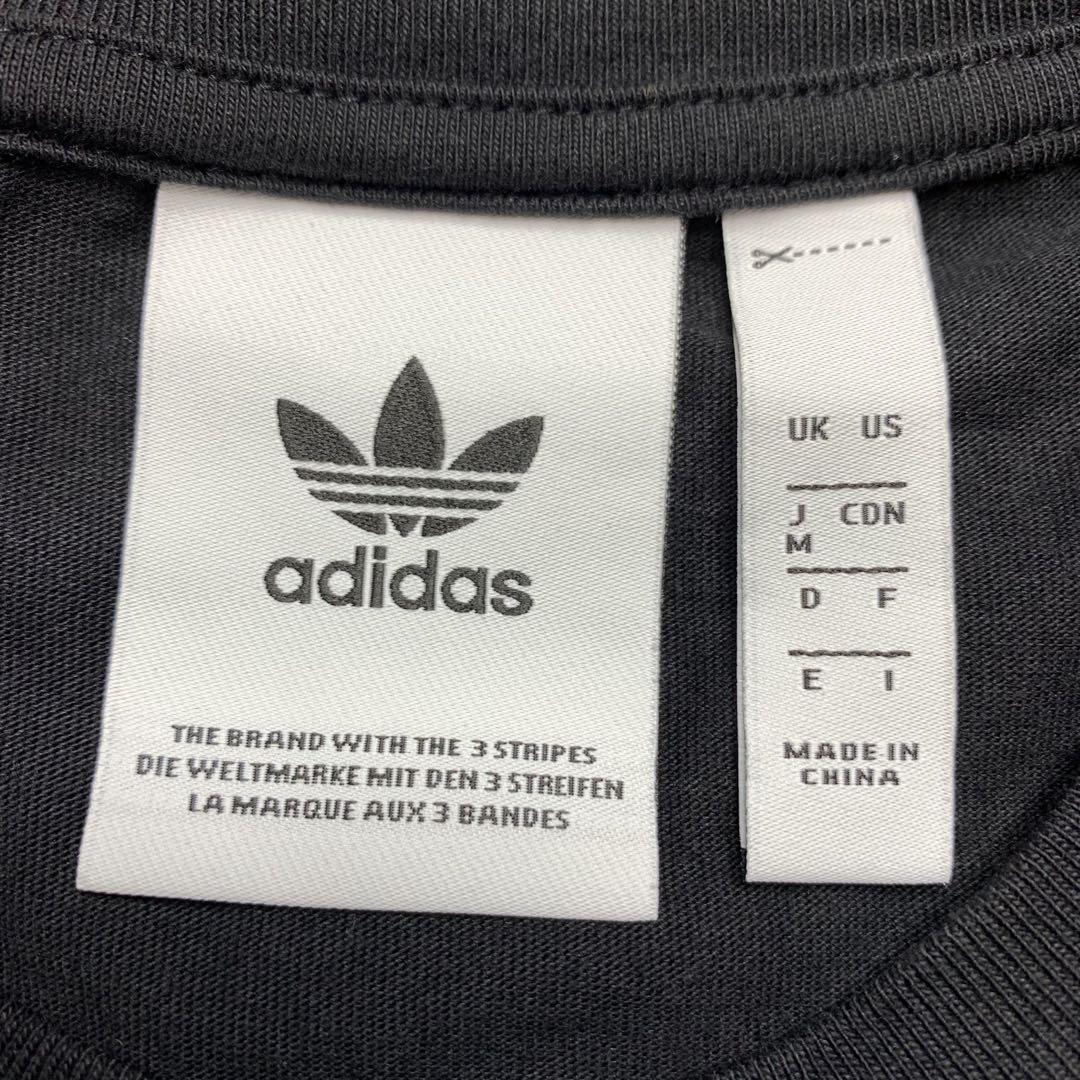 adidas
THE BRAND WITH THE 3 STRIPES
DIE WELTMARKE MIT DEN 3 STREIFEN
LA MARQUE AUX 3 BANDES
UK US
J CDN
M
D F
E I
MADE IN
CHINA